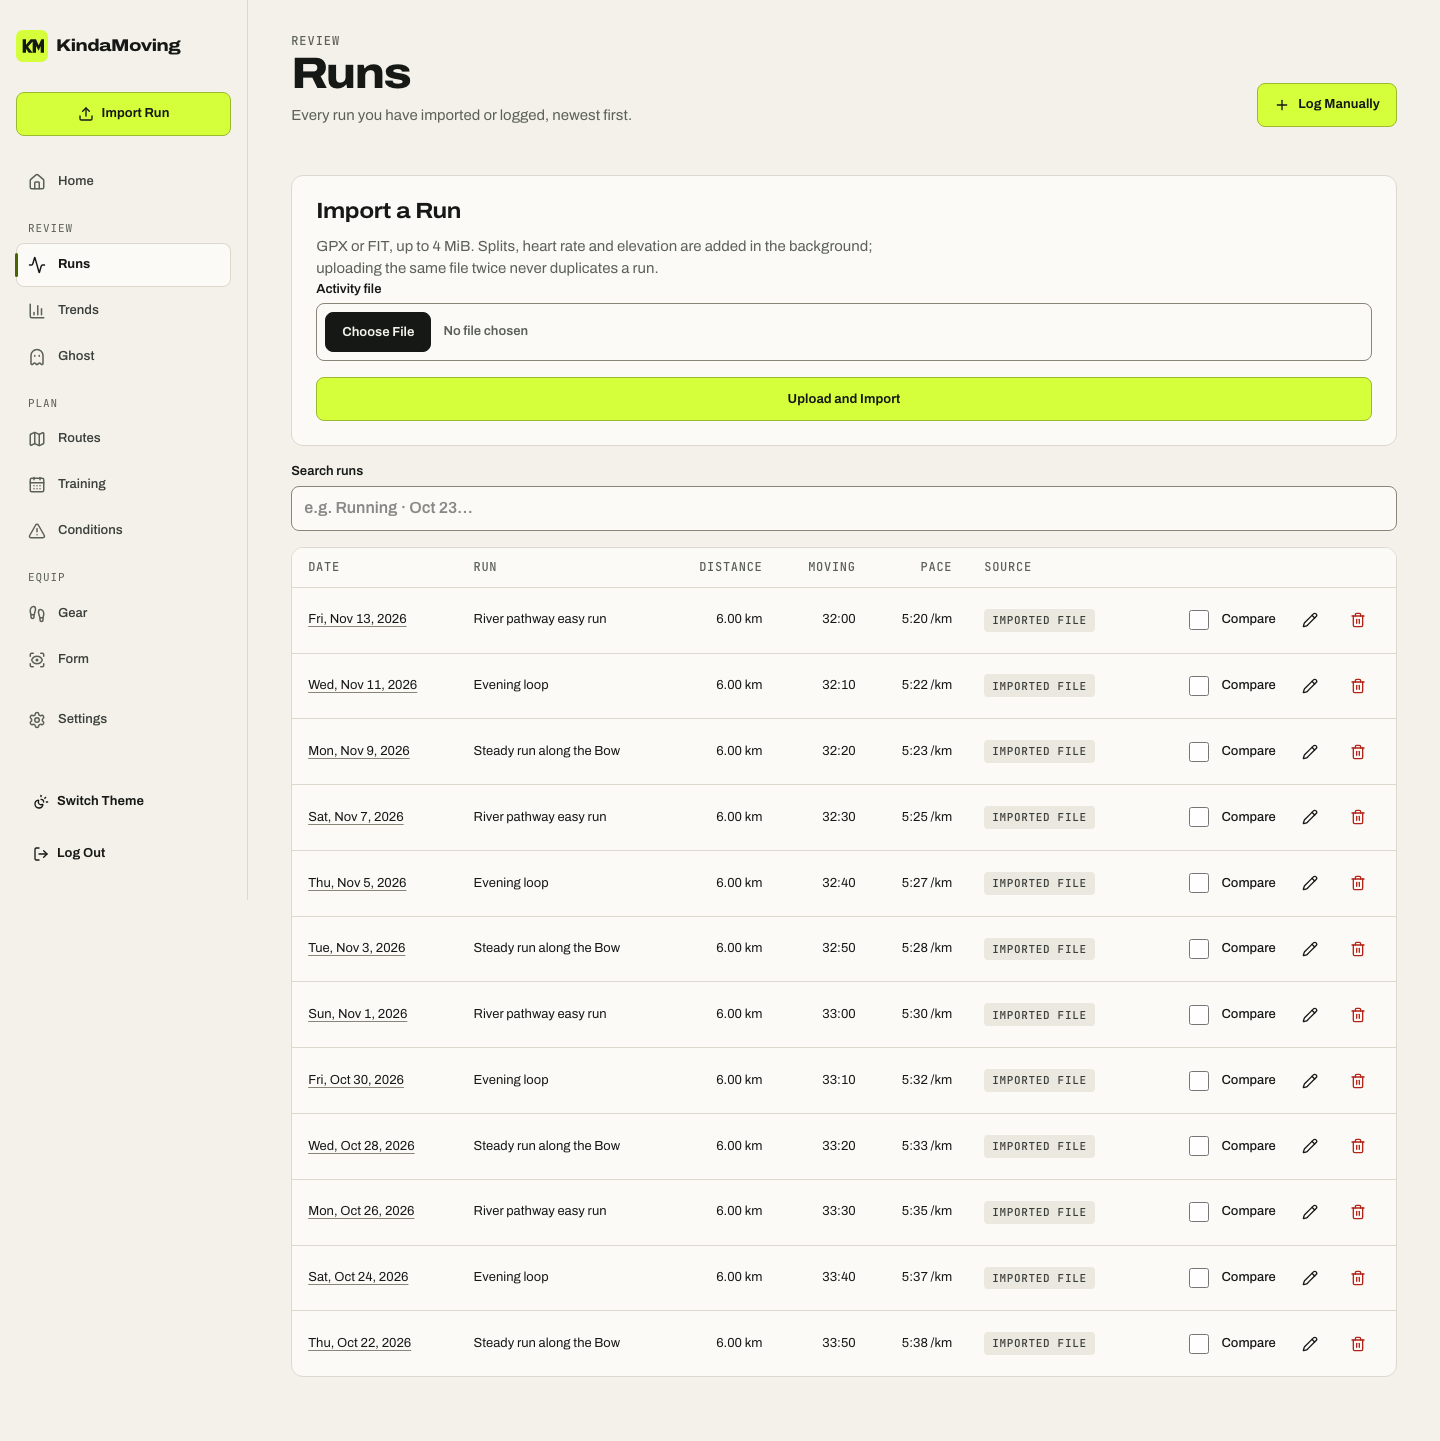 KM KindaMoving
Import Run
Home
REVIEW
Runs
Trends
Ghost
PLAN
Routes
Training
Conditions
EQUIP
Gear
Form
Settings
Switch Theme
Log Out
REVIEW
Runs
Every run you have imported or logged, newest first.
Log Manually
Import a Run
GPX or FIT, up to 4 MiB. Splits, heart rate and elevation are added in the background;
uploading the same file twice never duplicates a run.
Activity file
Choose File No file chosen
Upload and Import
Search runs
e.g. Running · Oct 23…
DATE RUN DISTANCE MOVING PACE SOURCE
Fri, Nov 13, 2026 River pathway easy run 6.00 km 32:00 5:20 /km IMPORTED FILE Compare
Wed, Nov 11, 2026 Evening loop 6.00 km 32:10 5:22 /km IMPORTED FILE Compare
Mon, Nov 9, 2026 Steady run along the Bow 6.00 km 32:20 5:23 /km IMPORTED FILE Compare
Sat, Nov 7, 2026 River pathway easy run 6.00 km 32:30 5:25 /km IMPORTED FILE Compare
Thu, Nov 5, 2026 Evening loop 6.00 km 32:40 5:27 /km IMPORTED FILE Compare
Tue, Nov 3, 2026 Steady run along the Bow 6.00 km 32:50 5:28 /km IMPORTED FILE Compare
Sun, Nov 1, 2026 River pathway easy run 6.00 km 33:00 5:30 /km IMPORTED FILE Compare
Fri, Oct 30, 2026 Evening loop 6.00 km 33:10 5:32 /km IMPORTED FILE Compare
Wed, Oct 28, 2026 Steady run along the Bow 6.00 km 33:20 5:33 /km IMPORTED FILE Compare
Mon, Oct 26, 2026 River pathway easy run 6.00 km 33:30 5:35 /km IMPORTED FILE Compare
Sat, Oct 24, 2026 Evening loop 6.00 km 33:40 5:37 /km IMPORTED FILE Compare
Thu, Oct 22, 2026 Steady run along the Bow 6.00 km 33:50 5:38 /km IMPORTED FILE Compare